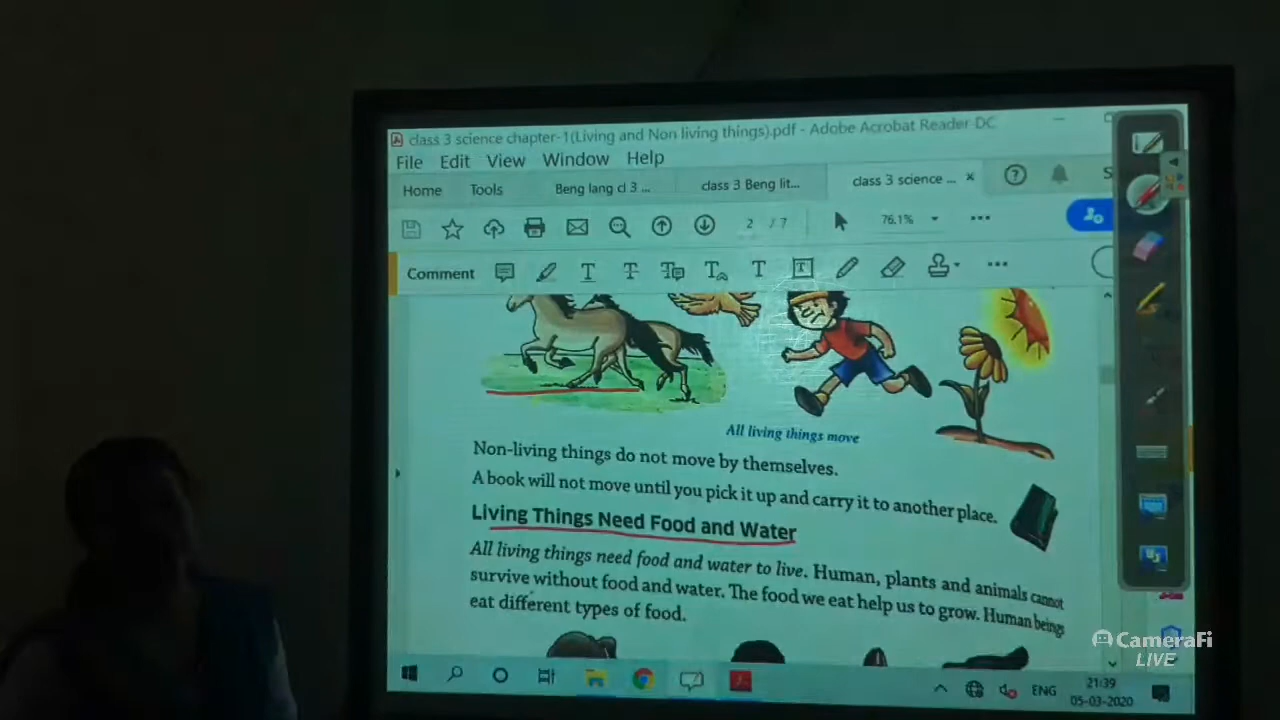 class 3 science chapter-1(Living and Non living things).pdf - Adobe Acrobat Reader DC
File Edit View Window Help
Home Tools Beng lang cl 3 ... class 3 Beng lit... class 3 science ... × S
2 / 7 76.1%
Comment
All living things move
Non-living things do not move by themselves.
A book will not move until you pick it up and carry it to another place.
Living Things Need Food and Water
All living things need food and water to live. Human, plants and animals cannot
survive without food and water. The food we eat help us to grow. Human beings
eat different types of food.
CameraFi
LIVE
ENG
21:39
05-03-2020